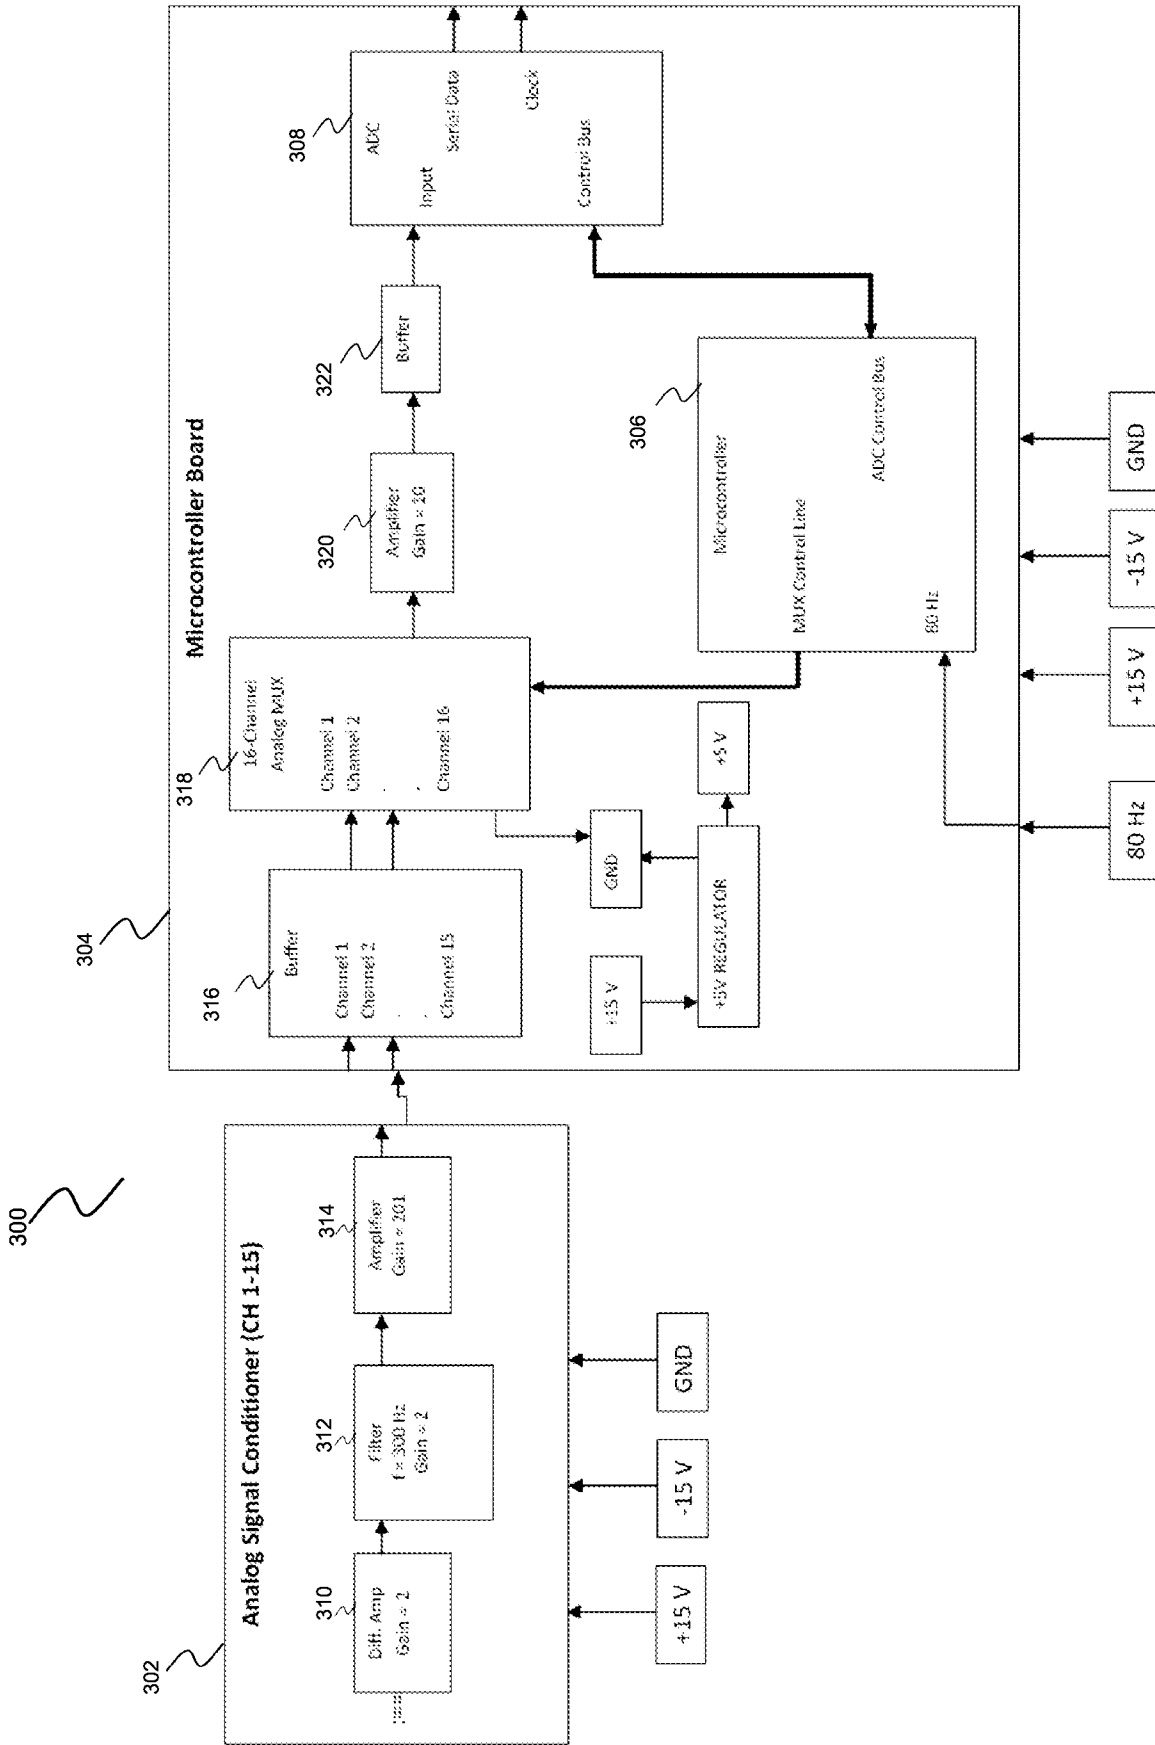 300
302
Analog Signal Conditioner (CH 1-15)
310
Diff. Amp
Gain = 2
312
Filter
f = 300 Hz
Gain = 2
314
Amplifier
Gain = 101
+15 V
-15 V
GND
304
Microcontroller Board
316
Buffer
Channel 1
Channel 2
.
.
Channel 15
318
16-Channel
Analog MUX
Channel 1
Channel 2
.
.
Channel 16
320
Amplifier
Gain = 10
322
Buffer
308
ADC
Input
Serial Data
Clock
Control Bus
306
Microcontroller
MUX Control Line
ADC Control Bus
80 Hz
+15 V
+5V REGULATOR
GND
+5 V
80 Hz
+15 V
-15 V
GND